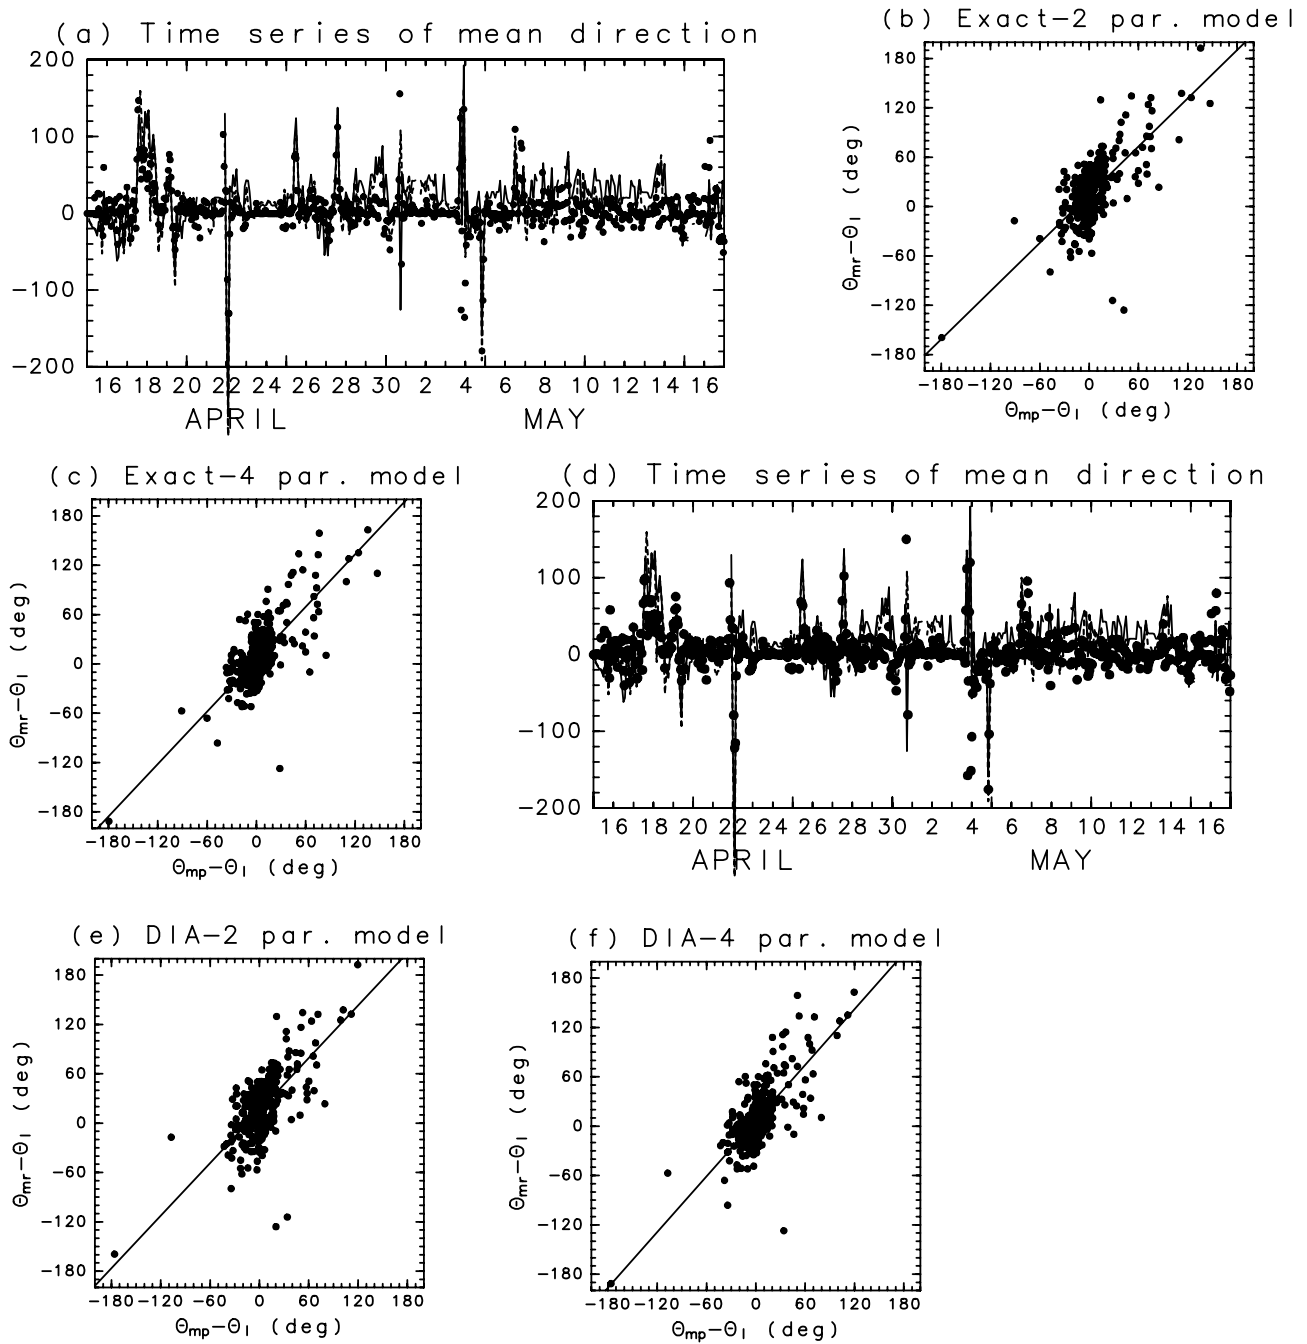 (a) Time series of mean direction
200
100
0
−100
−200
16 18 20 22 24 26 28 30 2 4 6 8 10 12 14 16
APRIL MAY
(b) Exact−2 par. model
180
120
60
0
−60
−120
−180
−180 −120 −60 0 60 120 180
Θmr−Θl (deg)
Θmp−Θl (deg)
(c) Exact−4 par. model
180
120
60
0
−60
−120
−180
−180 −120 −60 0 60 120 180
Θmr−Θl (deg)
Θmp−Θl (deg)
(d) Time series of mean direction
200
100
0
−100
−200
16 18 20 22 24 26 28 30 2 4 6 8 10 12 14 16
APRIL MAY
(e) DIA−2 par. model
180
120
60
0
−60
−120
−180
−180 −120 −60 0 60 120 180
Θmr−Θl (deg)
Θmp−Θl (deg)
(f) DIA−4 par. model
180
120
60
0
−60
−120
−180
−180 −120 −60 0 60 120 180
Θmr−Θl (deg)
Θmp−Θl (deg)